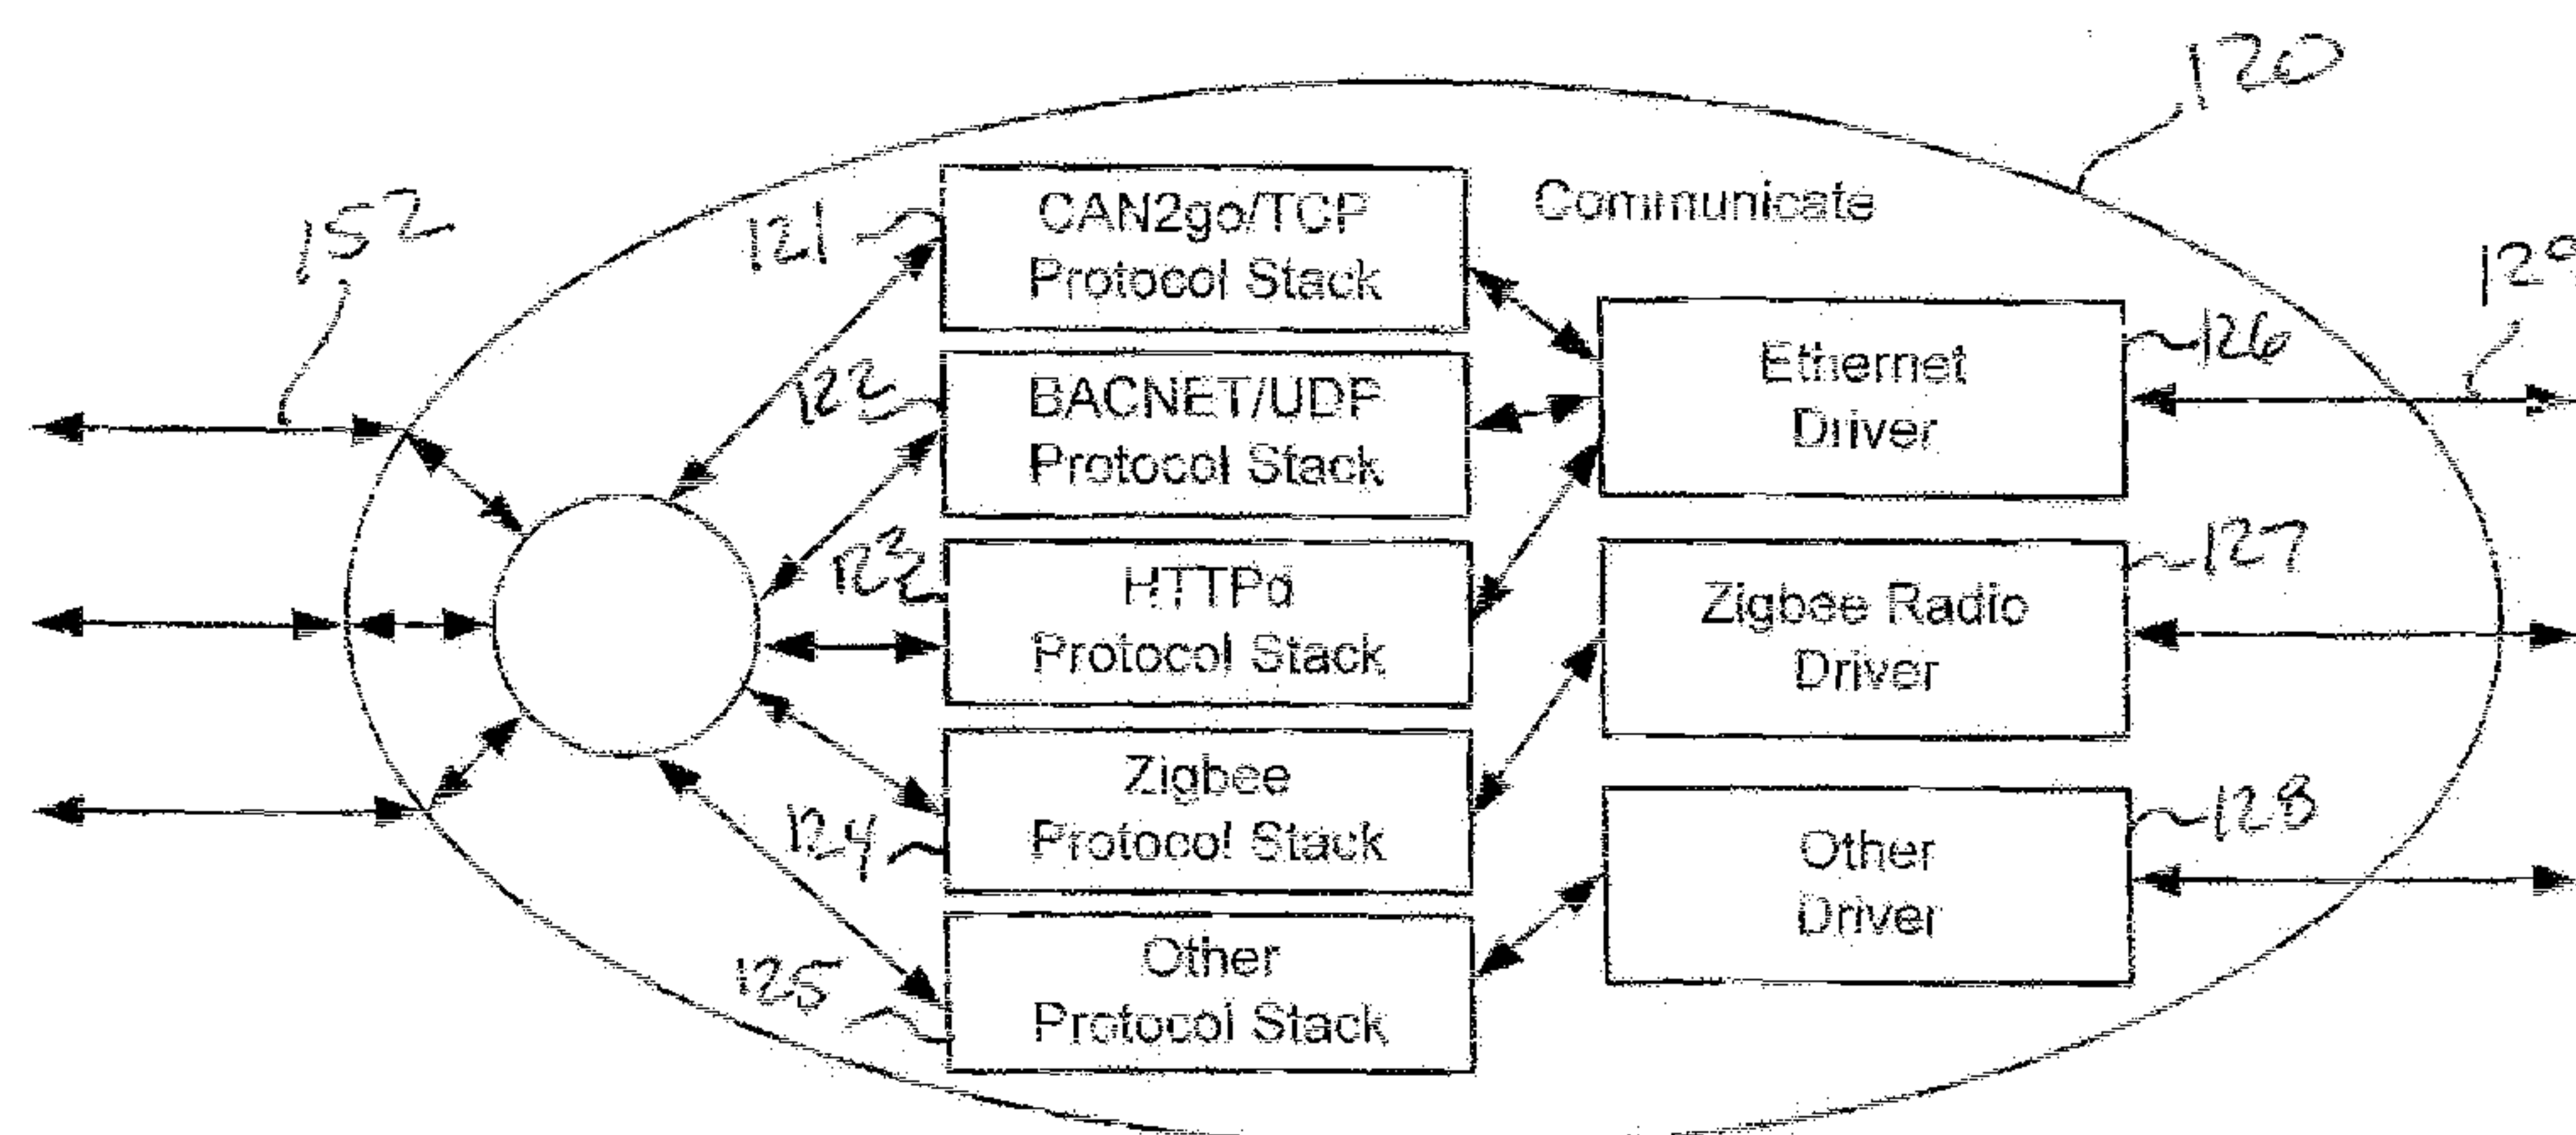 120
152
121
CAN2go/TCP
Protocol Stack
Communicate
129
122
BACNET/UDP
Protocol Stack
Ethernet
Driver
126
123
HTTPd
Protocol Stack
Zigbee Radio
Driver
127
124
Zigbee
Protocol Stack
Other
Driver
128
125
Other
Protocol Stack